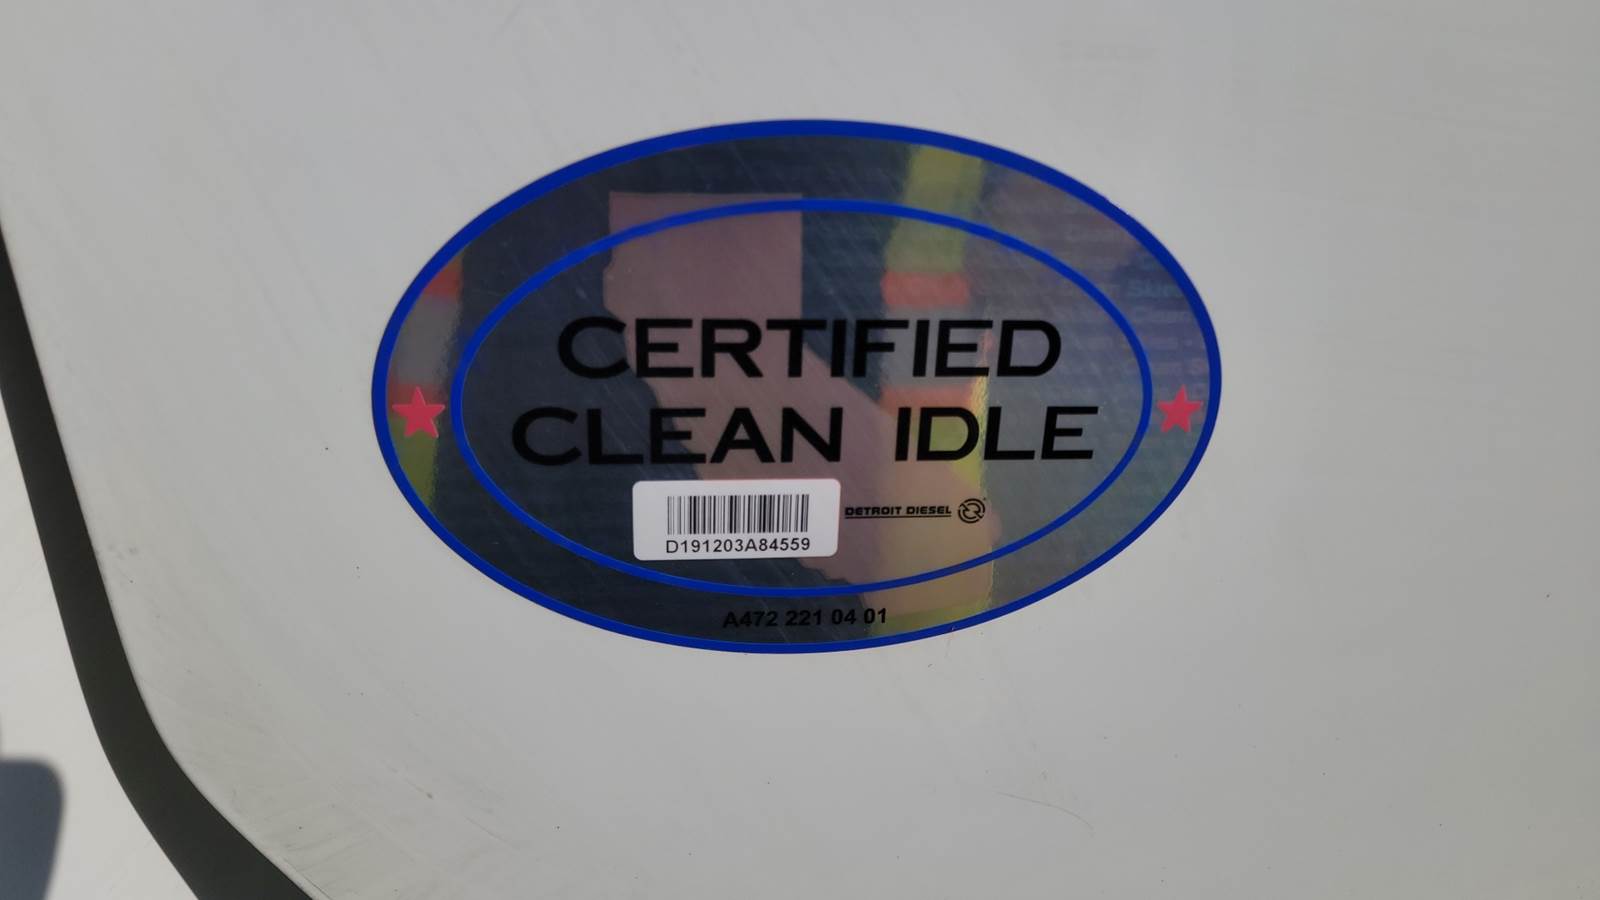 CERTIFIED
CLEAN IDLE
DETROIT DIESEL
D191203A84559
A472 221 04 01